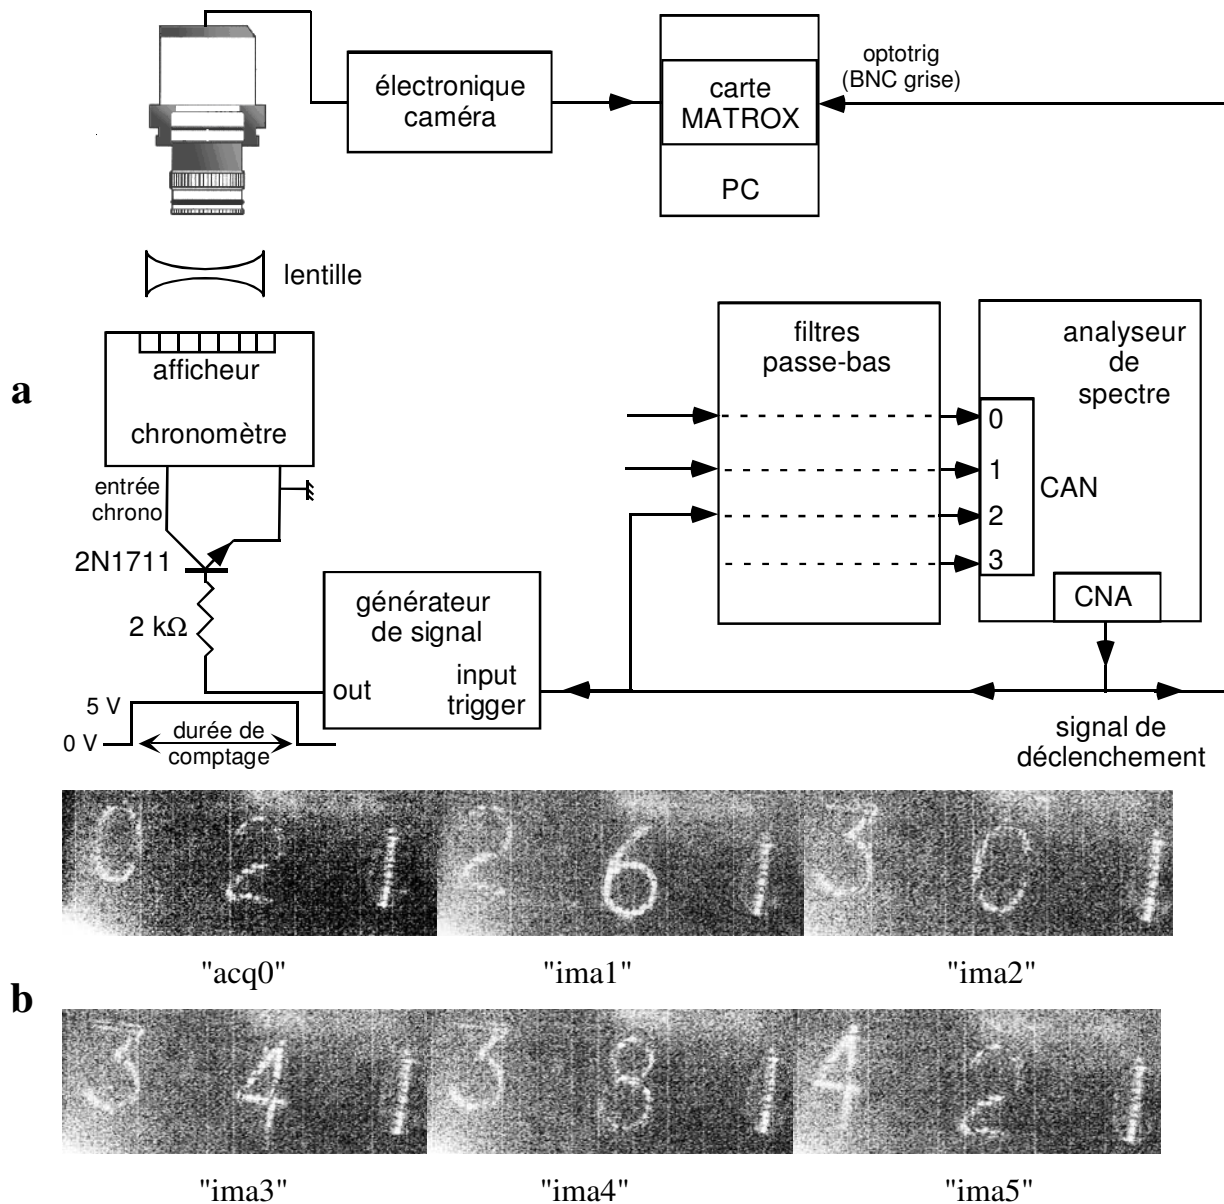 électronique
caméra
carte
MATROX
PC
optotrig
(BNC grise)
lentille
afficheur
chronomètre
entrée
chrono
2N1711
2 kΩ
5 V
0 V
durée de
comptage
générateur
de signal
out
input
trigger
filtres
passe-bas
analyseur
de
spectre
0
1
2
3
CAN
CNA
signal de
déclenchement
a
0 2 1
2 6 1
3 0 1
"acq0"
"ima1"
"ima2"
b
3 4 1
3 8 1
4 2 1
"ima3"
"ima4"
"ima5"